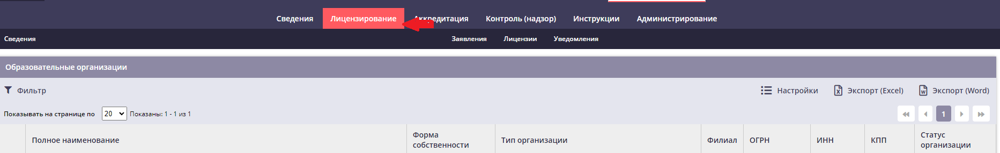 Сведения Лицензирование Аккредитация Контроль (надзор) Инструкции Администрирование
Сведения Заявления Лицензии Уведомления
Образовательные организации
Фильтр Настройки Экспорт (Excel) Экспорт (Word)
Показывать на странице по 20 Показаны: 1 - 1 из 1 1
Полное наименование Форма собственности Тип организации Филиал ОГРН ИНН КПП Статус организации